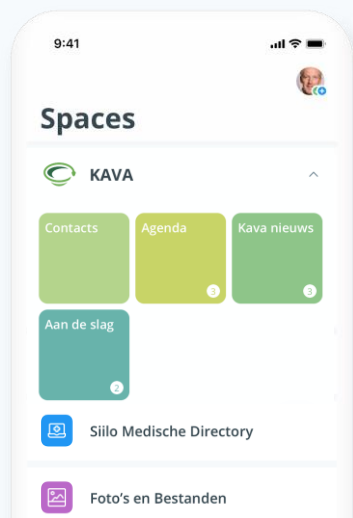 9:41
Spaces
KAVA
Contacts
Agenda
Kava nieuws
3
3
Aan de slag
2
Siilo Medische Directory
Foto's en Bestanden